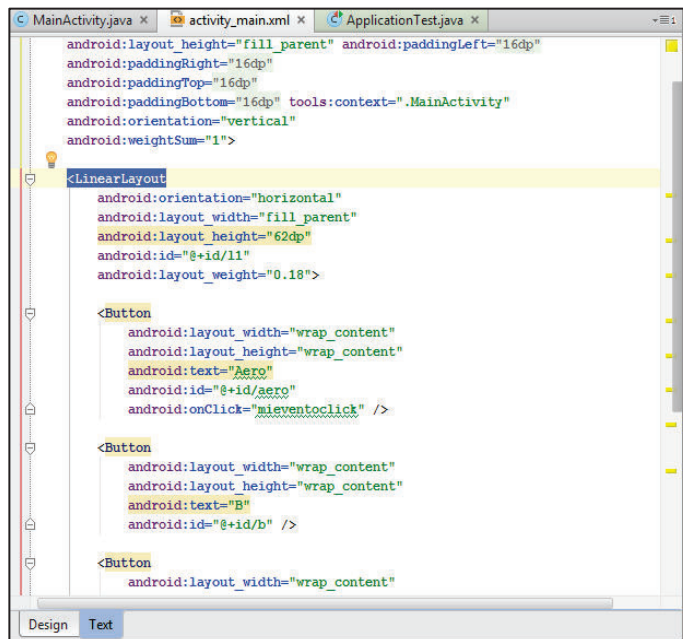 MainActivity.java × activity_main.xml × ApplicationTest.java × 1
android:layout_height="fill_parent" android:paddingLeft="16dp"
android:paddingRight="16dp"
android:paddingTop="16dp"
android:paddingBottom="16dp" tools:context=".MainActivity"
android:orientation="vertical"
android:weightSum="1">
<LinearLayout
android:orientation="horizontal"
android:layout_width="fill_parent"
android:layout_height="62dp"
android:id="@+id/l1"
android:layout_weight="0.18">
<Button
android:layout_width="wrap_content"
android:layout_height="wrap_content"
android:text="Aero"
android:id="@+id/aero"
android:onClick="mieventoclick" />
<Button
android:layout_width="wrap_content"
android:layout_height="wrap_content"
android:text="B"
android:id="@+id/b" />
<Button
android:layout_width="wrap_content"
Design Text